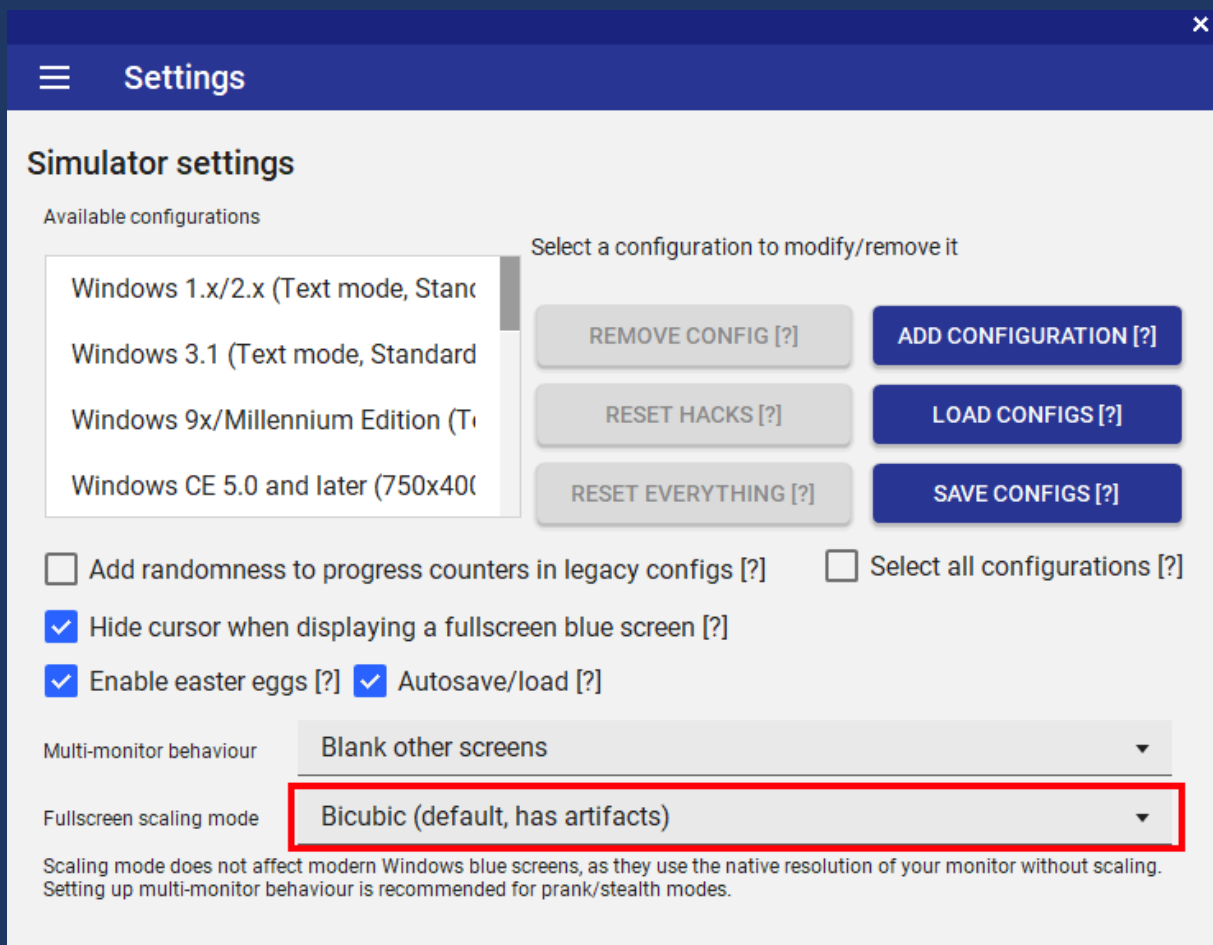 Settings
Simulator settings
Available configurations
Select a configuration to modify/remove it
Windows 1.x/2.x (Text mode, Stand
Windows 3.1 (Text mode, Standard
Windows 9x/Millennium Edition (Te
Windows CE 5.0 and later (750x400
REMOVE CONFIG [?]
ADD CONFIGURATION [?]
RESET HACKS [?]
LOAD CONFIGS [?]
RESET EVERYTHING [?]
SAVE CONFIGS [?]
Add randomness to progress counters in legacy configs [?]
Select all configurations [?]
Hide cursor when displaying a fullscreen blue screen [?]
Enable easter eggs [?]
Autosave/load [?]
Multi-monitor behaviour
Blank other screens
Fullscreen scaling mode
Bicubic (default, has artifacts)
Scaling mode does not affect modern Windows blue screens, as they use the native resolution of your monitor without scaling.
Setting up multi-monitor behaviour is recommended for prank/stealth modes.